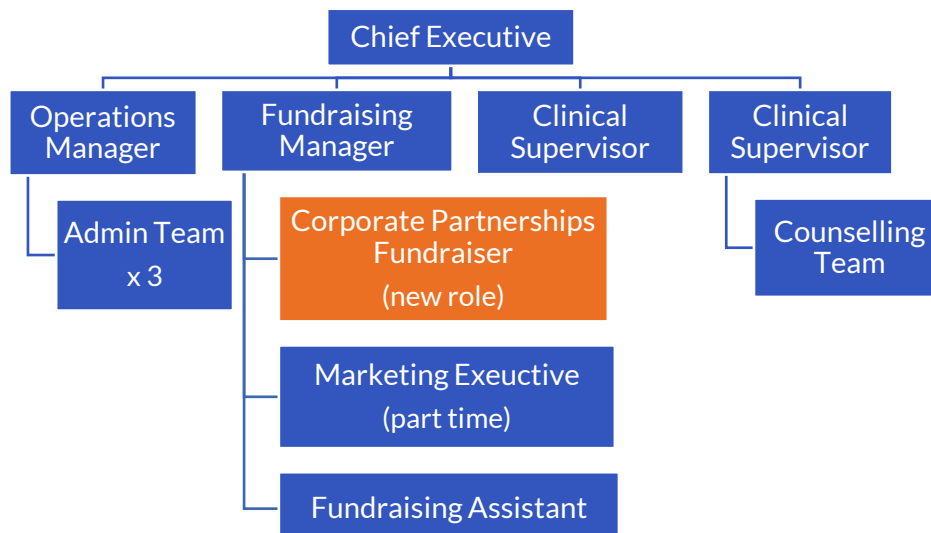 Chief Executive
Operations
Manager
Fundraising
Manager
Clinical
Supervisor
Clinical
Supervisor
Admin Team
x 3
Corporate Partnerships
Fundraiser
(new role)
Counselling
Team
Marketing Exeuctive
(part time)
Fundraising Assistant